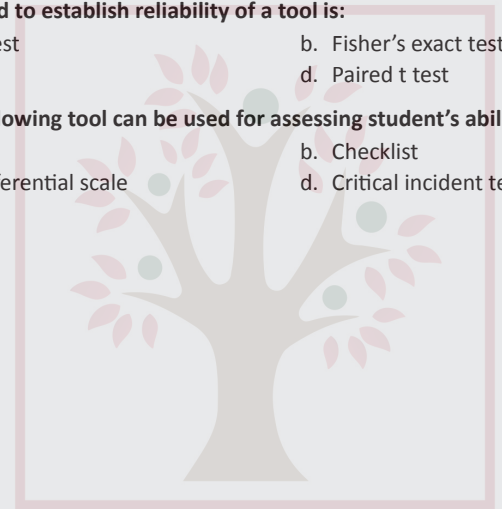 d to establish reliability of a tool is:
est b. Fisher’s exact test
d. Paired t test
lowing tool can be used for assessing student’s abil
b. Checklist
ferential scale d. Critical incident te